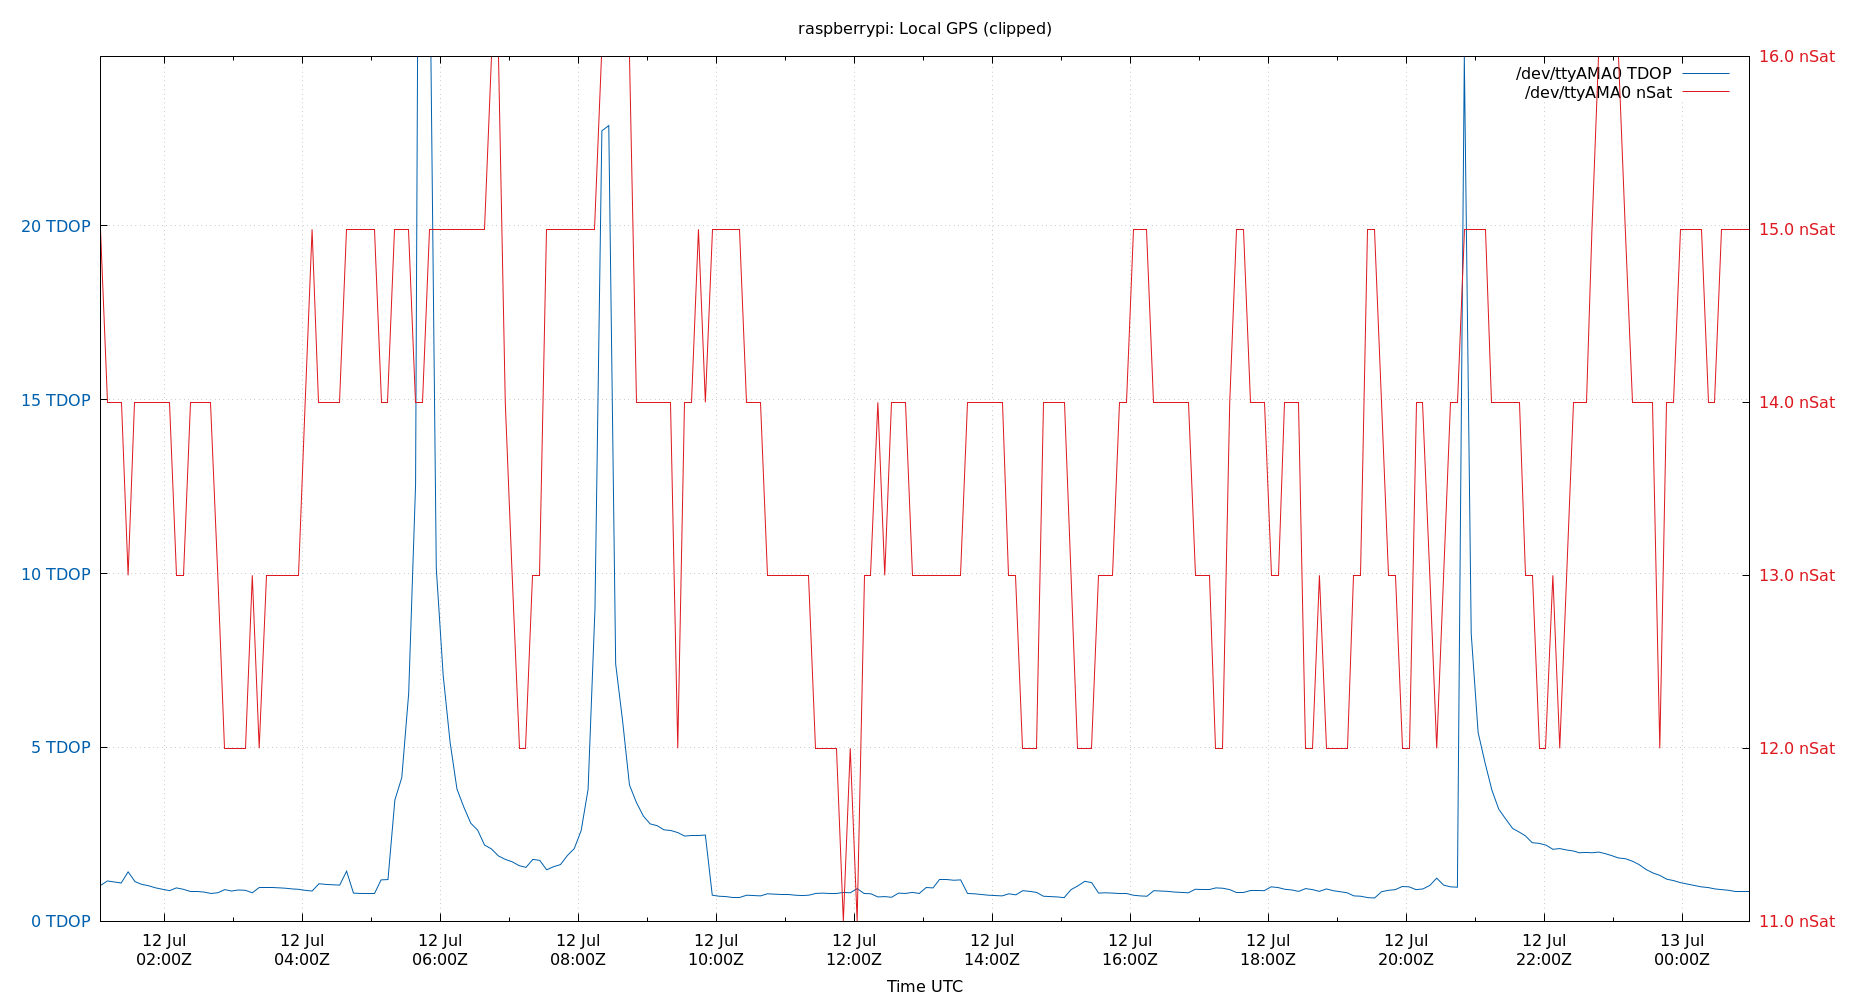 raspberrypi: Local GPS (clipped)
/dev/ttyAMA0 TDOP
/dev/ttyAMA0 nSat
20 TDOP
15 TDOP
10 TDOP
5 TDOP
0 TDOP
16.0 nSat
15.0 nSat
14.0 nSat
13.0 nSat
12.0 nSat
11.0 nSat
12 Jul 12 Jul 12 Jul 12 Jul 12 Jul 12 Jul 12 Jul 12 Jul 12 Jul 12 Jul 12 Jul 13 Jul
02:00Z 04:00Z 06:00Z 08:00Z 10:00Z 12:00Z 14:00Z 16:00Z 18:00Z 20:00Z 22:00Z 00:00Z
Time UTC